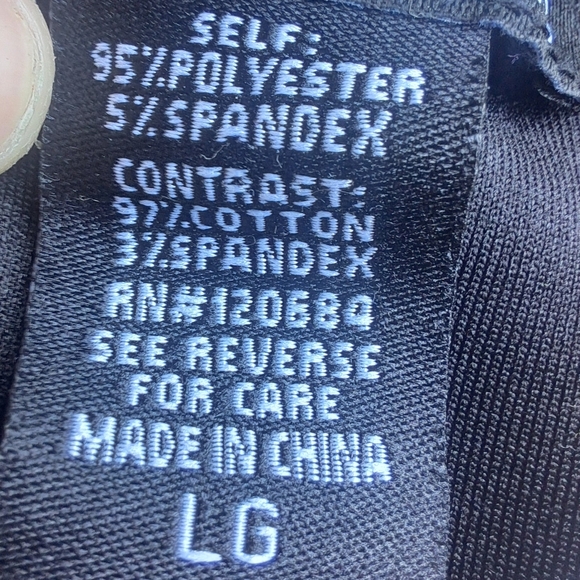 SELF:
95%POLYESTER
5%SPANDEX
CONTRAST:
97%COTTON
3%SPANDEX
RN#120689
SEE REVERSE
FOR CARE
MADE IN CHINA
LG